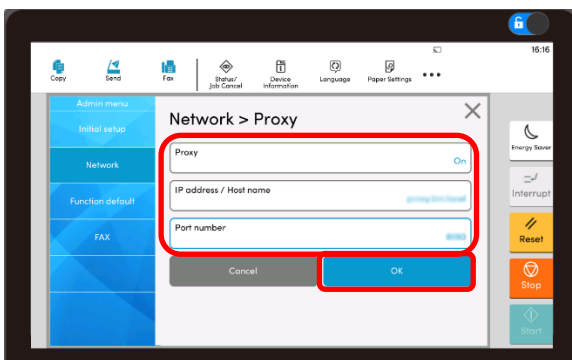 6
16:16
Copy
Send
Fax
Status/
Job Cancel
Device
Information
Language
Paper Settings
Admin menu
Initial setup
Network
Function default
FAX
Network > Proxy
Proxy
On
IP address / Host name
Port number
Cancel
OK
Energy Saver
Interrupt
Reset
Stop
Start